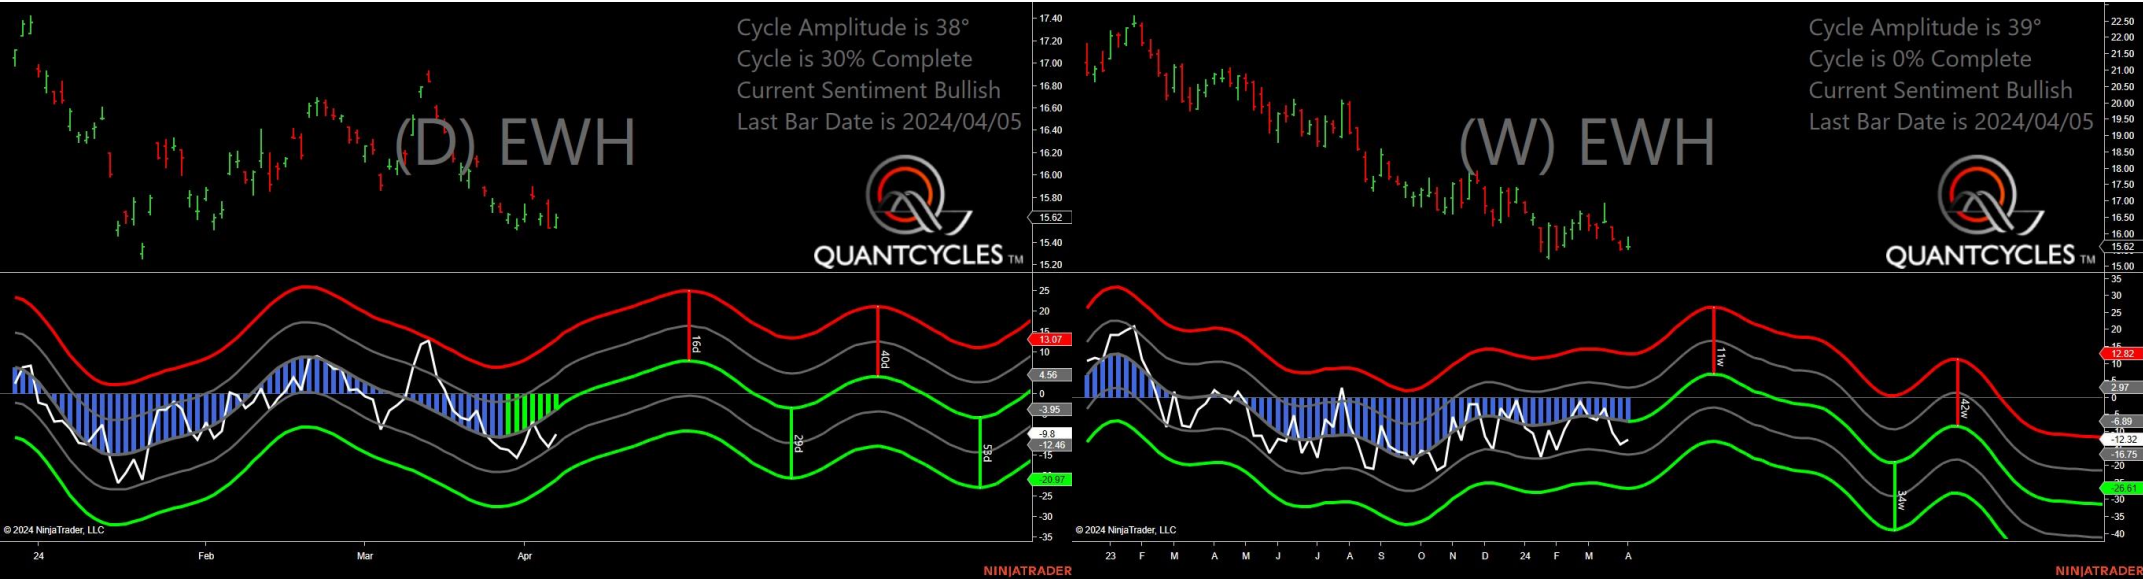 Cycle Amplitude is 38°
Cycle is 30% Complete
Current Sentiment Bullish
Last Bar Date is 2024/04/05
(D) EWH
QUANTCYCLES TM
17.40
17.20
17.00
16.80
16.60
16.40
16.20
16.00
15.80
15.62
15.40
15.20
25
20
15
13.07
10
4.56
0
-3.95
-9.8
-12.46
-15
-20.97
-25
-30
-35
16d
29d
40d
53d
© 2024 NinjaTrader, LLC
24
Feb
Mar
Apr
NINJATRADER
Cycle Amplitude is 39°
Cycle is 0% Complete
Current Sentiment Bullish
Last Bar Date is 2024/04/05
(W) EWH
QUANTCYCLES TM
22.50
22.00
21.50
21.00
20.50
20.00
19.50
19.00
18.50
18.00
17.50
17.00
16.50
16.00
15.62
15.00
35
30
25
20
15
12.82
10
2.97
0
-5
-6.89
-12.32
-16.75
-20
-26.61
-30
-35
-40
11w
34w
42w
© 2024 NinjaTrader, LLC
23
F
M
A
M
J
J
A
S
O
N
D
24
F
M
A
NINJATRADER